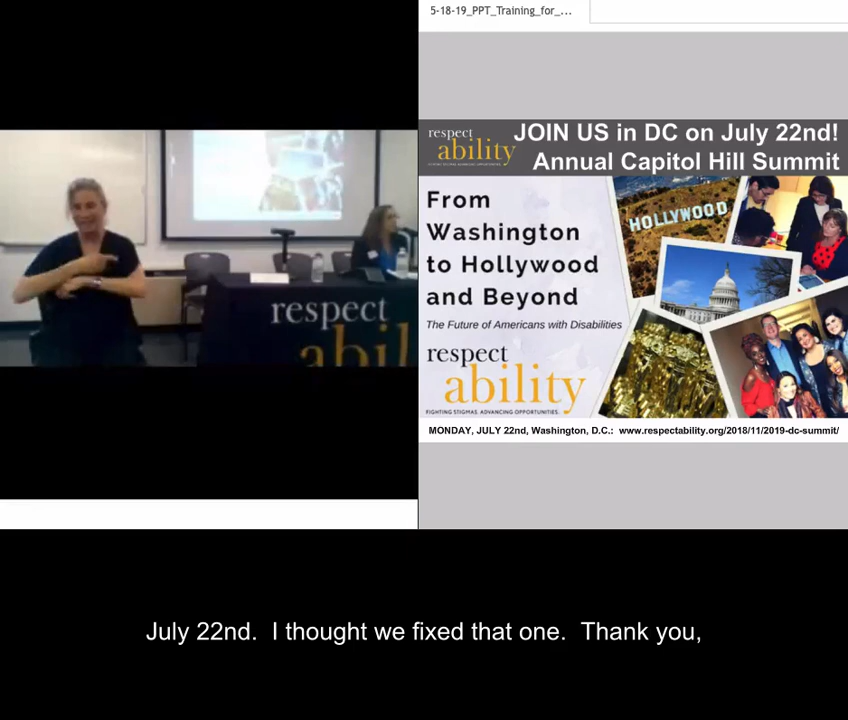 5-18-19_PPT_Training_for_...
respect
ability
FIGHTING STIGMAS. ADVANCING OPPORTUNITIES.
JOIN US in DC on July 22nd!
Annual Capitol Hill Summit
From
Washington
to Hollywood
and Beyond
The Future of Americans with Disabilities
respect
ability
FIGHTING STIGMAS. ADVANCING OPPORTUNITIES.
HOLLYWOOD
MONDAY, JULY 22nd, Washington, D.C.: www.respectability.org/2018/11/2019-dc-summit/
respect
abil
July 22nd. I thought we fixed that one. Thank you,